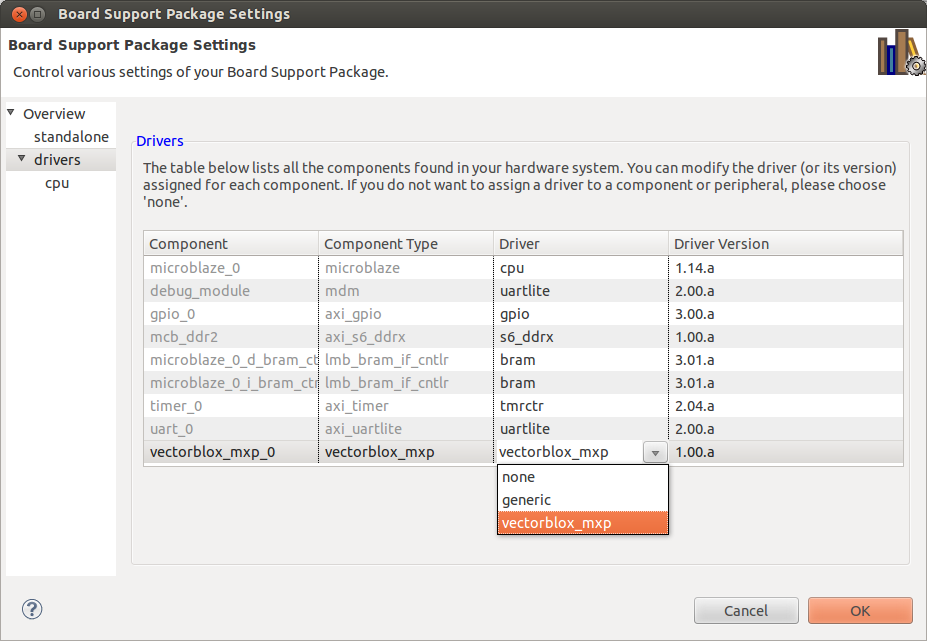 Board Support Package Settings
Board Support Package Settings
Control various settings of your Board Support Package.
Overview
standalone
drivers
cpu
Drivers
The table below lists all the components found in your hardware system. You can modify the driver (or its version)
assigned for each component. If you do not want to assign a driver to a component or peripheral, please choose
'none'.
Component Component Type Driver Driver Version
microblaze_0 microblaze cpu 1.14.a
debug_module mdm uartlite 2.00.a
gpio_0 axi_gpio gpio 3.00.a
mcb_ddr2 axi_s6_ddrx s6_ddrx 1.00.a
microblaze_0_d_bram_ct lmb_bram_if_cntlr bram 3.01.a
microblaze_0_i_bram_ctr lmb_bram_if_cntlr bram 3.01.a
timer_0 axi_timer tmrctr 2.04.a
uart_0 axi_uartlite uartlite 2.00.a
vectorblox_mxp_0 vectorblox_mxp vectorblox_mxp 1.00.a
none
generic
vectorblox_mxp
? Cancel OK